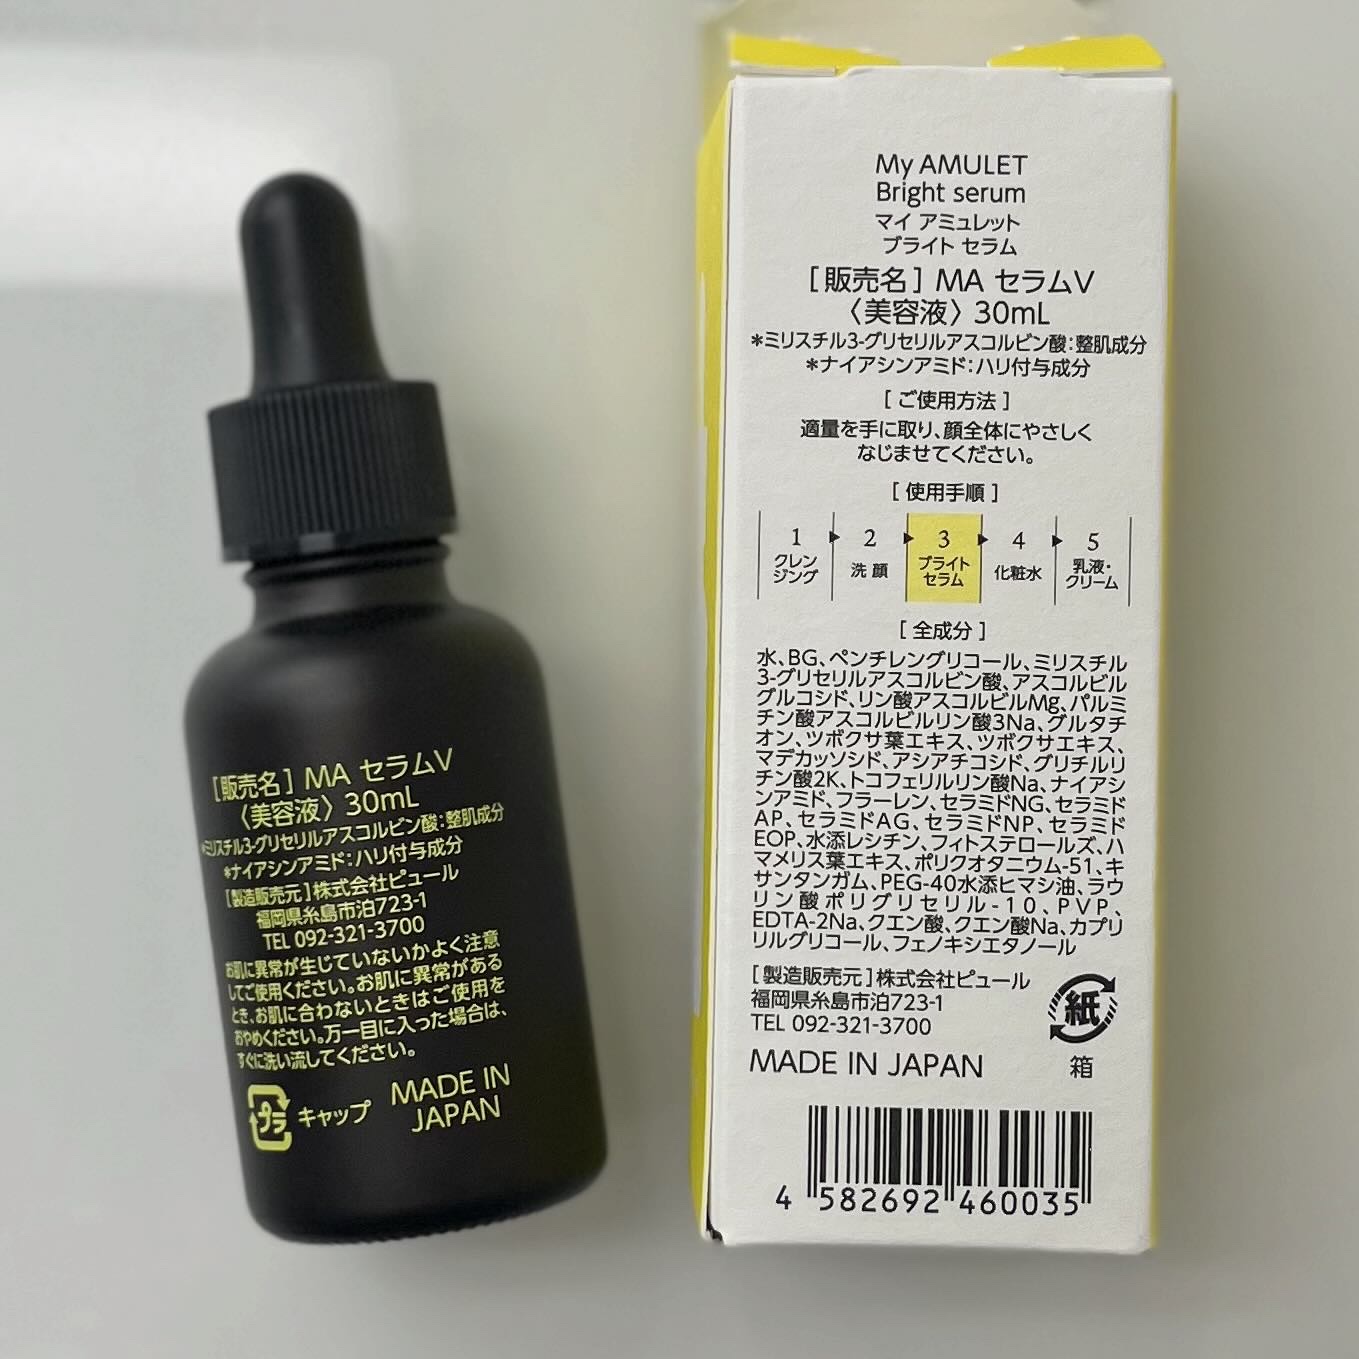 [販売名] MA セラムV
〈美容液〉 30mL
*ミリスチル3-グリセリルアスコルビン酸:整肌成分
*ナイアシンアミド:ハリ付与成分
[製造販売元]株式会社ピュール
福岡県糸島市泊723-1
TEL 092-321-3700
お肌に異常が生じていないかよく注意
してご使用ください。お肌に異常がある
とき、お肌に合わないときはご使用を
おやめください。万一目に入った場合は、
すぐに洗い流してください。
プラ キャップ
MADE IN
JAPAN
My AMULET
Bright serum
マイ アミュレット
ブライト セラム
[販売名] MA セラムV
〈美容液〉 30mL
*ミリスチル3-グリセリルアスコルビン酸:整肌成分
*ナイアシンアミド:ハリ付与成分
[ご使用方法]
適量を手に取り、顔全体にやさしく
なじませてください。
[使用手順]
1 2 3 4 5
クレン
ジング
洗顔
ブライト
セラム
化粧水
乳液・
クリーム
[全成分]
水、BG、ペンチレングリコール、ミリスチル
3-グリセリルアスコルビン酸、アスコルビル
グルコシド、リン酸アスコルビルMg、パルミ
チン酸アスコルビルリン酸3Na、グルタチ
オン、ツボクサ葉エキス、ツボクサエキス、
マデカッソシド、アシアチコシド、グリチルリ
チン酸2K、トコフェリルリン酸Na、ナイアシ
ンアミド、フラーレン、セラミドNG、セラミド
AP、セラミドAG、セラミドNP、セラミド
EOP、水添レシチン、フィトステロールズ、ハ
マメリス葉エキス、ポリクオタニウム-51、キ
サンタンガム、PEG-40水添ヒマシ油、ラウ
リン酸ポリグリセリル-10、PVP、
EDTA-2Na、クエン酸、クエン酸Na、カプリ
リルグリコール、フェノキシエタノール
[製造販売元]株式会社ピュール
福岡県糸島市泊723-1
TEL 092-321-3700
MADE IN JAPAN
紙
箱
4 582692 460035